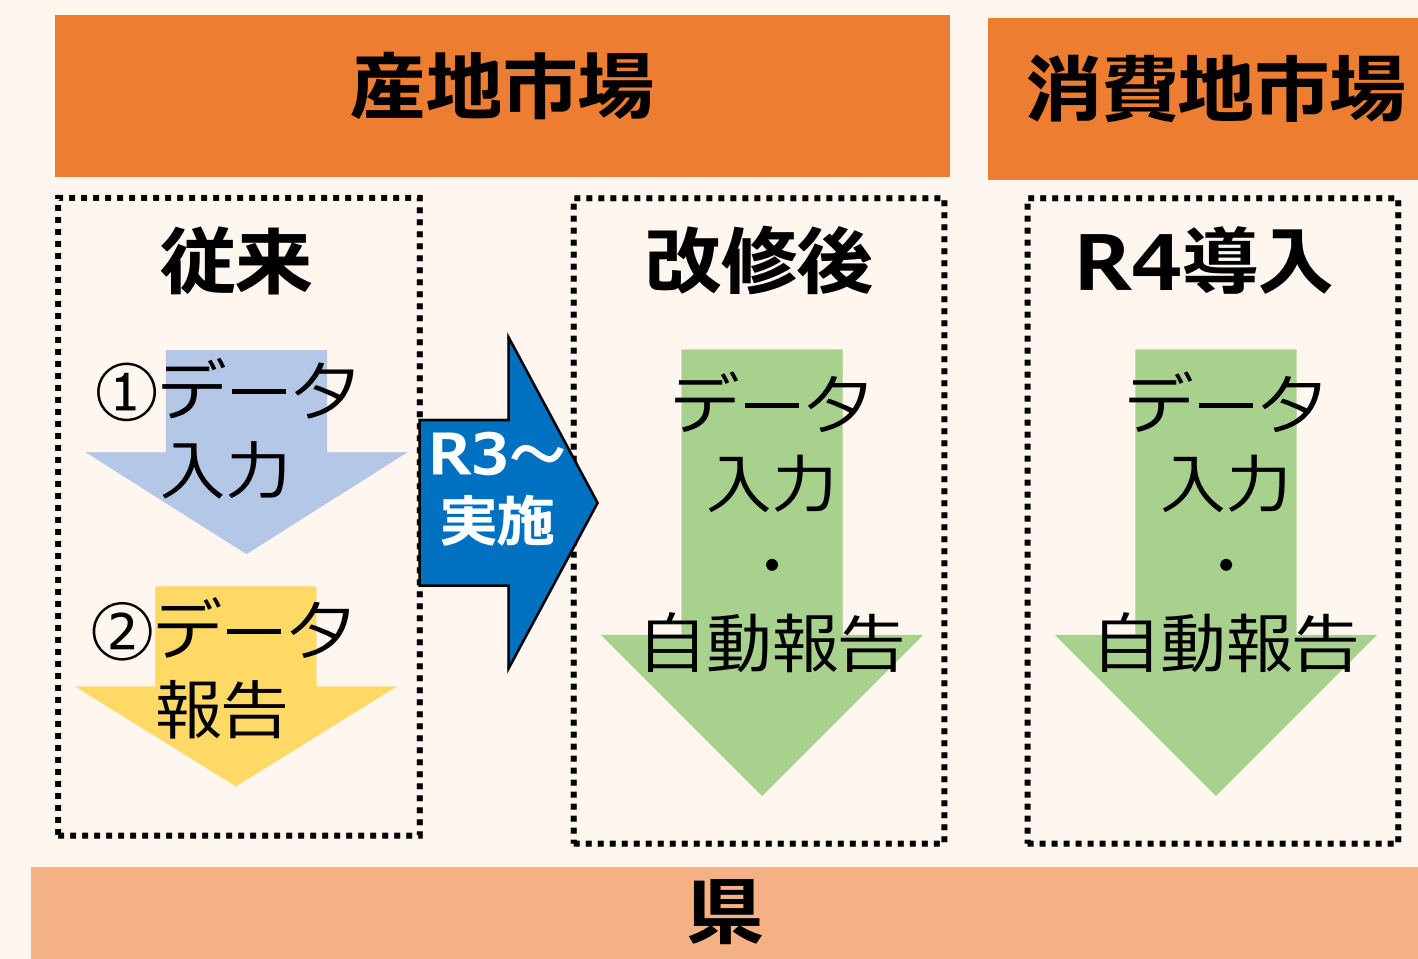 産地市場
消費地市場
従来
①データ
入力
②データ
報告
R3～
実施
改修後
データ
入力
・
自動報告
R4導入
データ
入力
・
自動報告
県